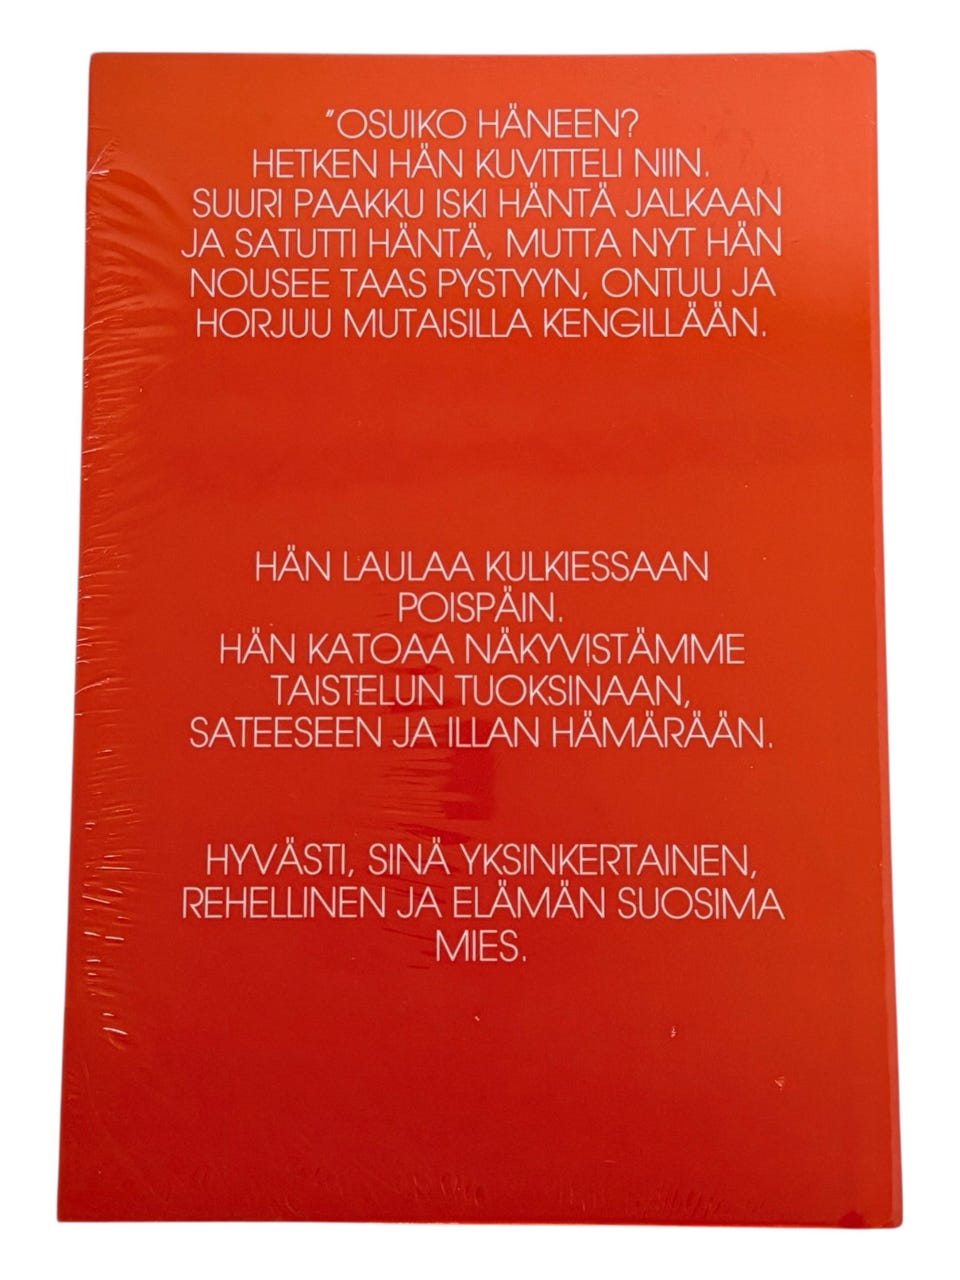 "OSUIKO HÄNEEN?
HETKEN HÄN KUVITTELI NIIN.
SUURI PAAKKU ISKI HÄNTÄ JALKAAN
JA SATUTTI HÄNTÄ, MUTTA NYT HÄN
NOUSEE TAAS PYSTYYN, ONTUU JA
HORJUU MUTAISILLA KENGILLÄÄN.
HÄN LAULAA KULKIESSAAN
POISPÄIN.
HÄN KATOAA NÄKYVISTÄMME
TAISTELUN TUOKSINAAN,
SATEESEEN JA ILLAN HÄMÄRÄÄN.
HYVÄSTI, SINÄ YKSINKERTAINEN,
REHELLINEN JA ELÄMÄN SUOSIMA
MIES.